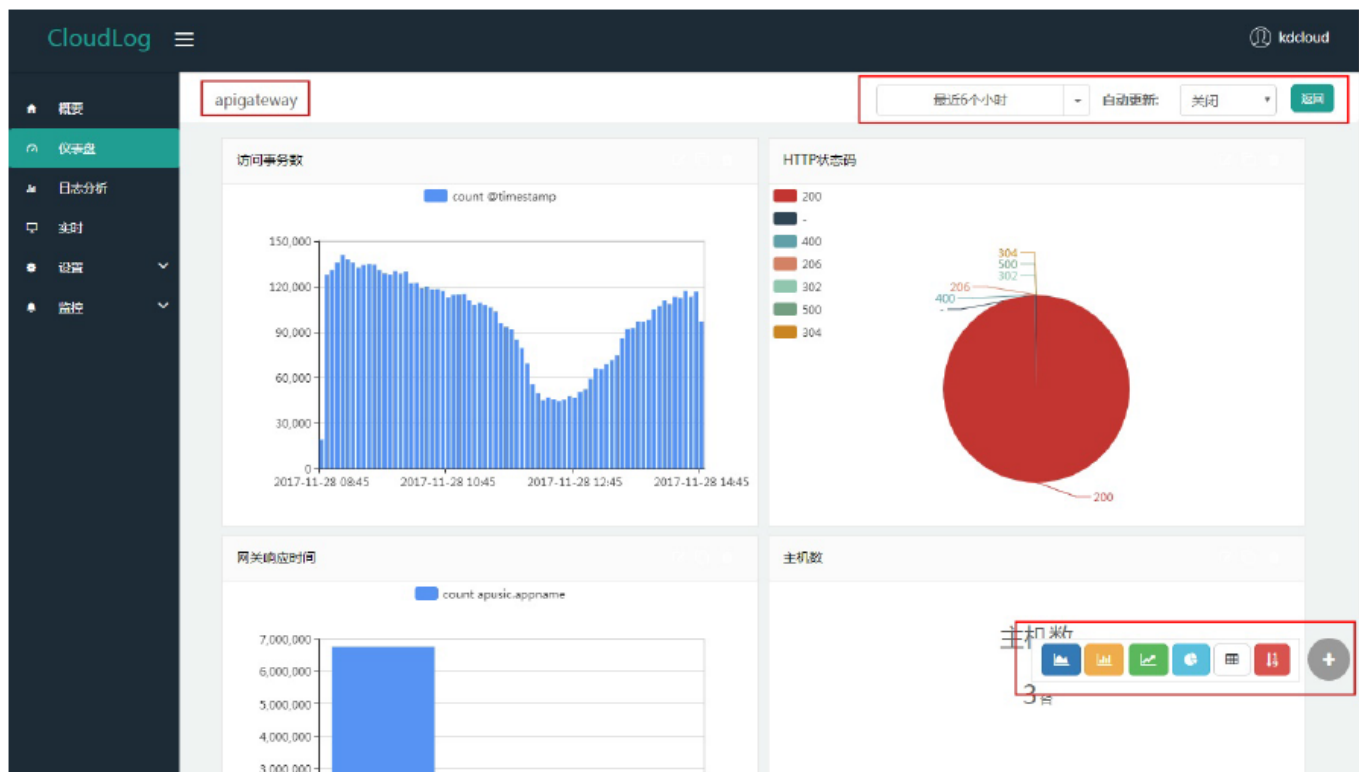 CloudLog
kdcloud
概要
仪表盘
日志分析
实时
设置
监控
apigateway
最近6个小时
自动更新:
关闭
返回
访问事务数
count @timestamp
150,000
120,000
90,000
60,000
30,000
0
2017-11-28 08:45 2017-11-28 10:45 2017-11-28 12:45 2017-11-28 14:45
HTTP状态码
200
-
400
206
302
500
304
304
500
302
206
400
-
200
网关响应时间
count apusic.appname
7,000,000
6,000,000
5,000,000
4,000,000
3,000,000
主机数
主机数
3台